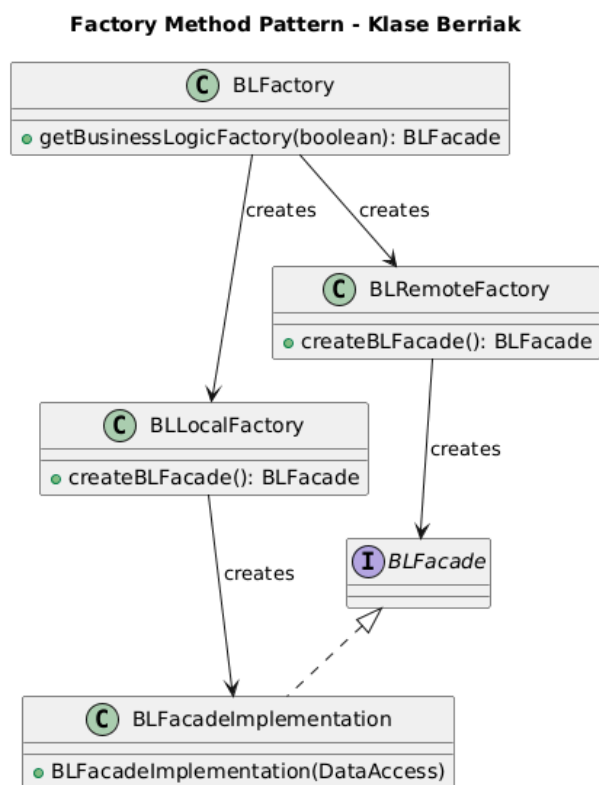 Factory Method Pattern - Klase Berriak
C BLFactory
getBusinessLogicFactory(boolean): BLFacade
creates
creates
C BLRemoteFactory
createBLFacade(): BLFacade
C BLLocalFactory
createBLFacade(): BLFacade
creates
I BLFacade
creates
C BLFacadeImplementation
BLFacadeImplementation(DataAccess)